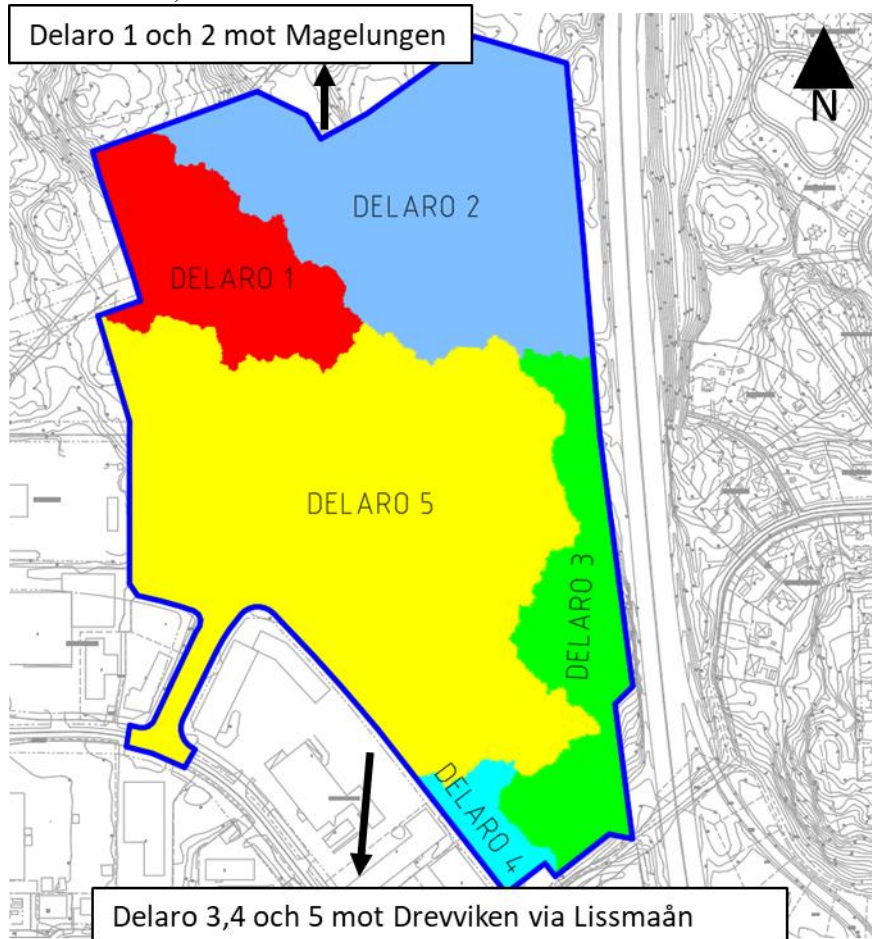 Delaro 1 och 2 mot Magelungen
N
DELARO 2
DELARO 1
DELARO 5
DELARO 3
DELARO 4
Delaro 3,4 och 5 mot Drevviken via Lissmaån